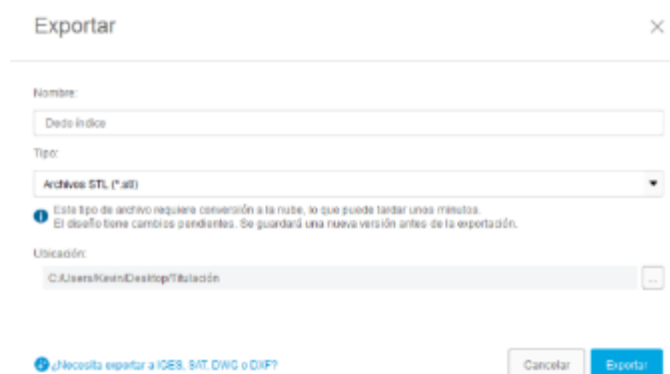 Exportar
Nombre:
Dedo índice
Tipo:
Archivos STL (*.stl)
Este tipo de archivo requiere conversión a la nube, lo que puede tardar unos minutos.
El diseño tiene cambios pendientes. Se guardará una nueva versión antes de la exportación.
Ubicación:
C:/Users/Kevin/Desktop/Titulación
...
¿Necesita exportar a IGES, SAT, DWG o DXF?
Cancelar
Exportar